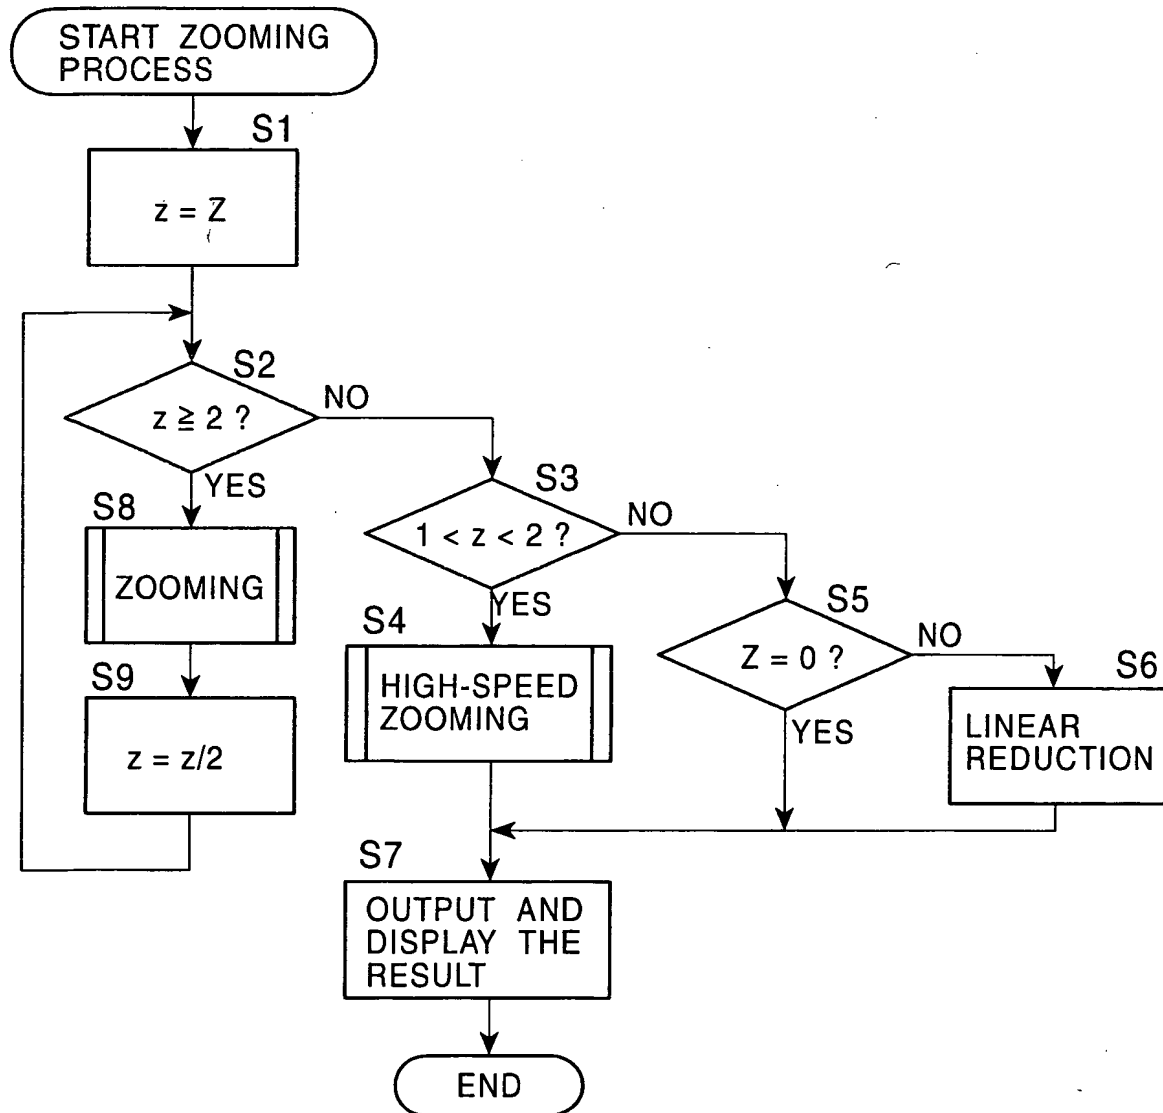 START ZOOMING
PROCESS
S1
z = Z
S2
z ≧ 2 ?
NO
YES
S3
1 < z < 2 ?
NO
YES
S8
ZOOMING
S9
z = z/2
S4
HIGH-SPEED
ZOOMING
S5
Z = 0 ?
NO
YES
S6
LINEAR
REDUCTION
S7
OUTPUT AND
DISPLAY THE
RESULT
END